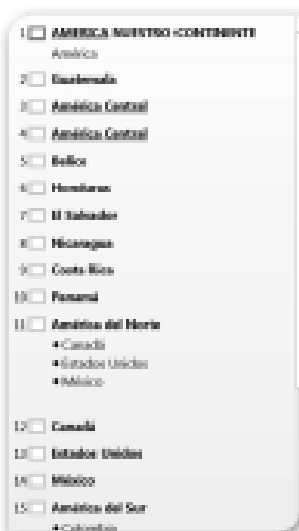 1 AMERICA NUESTRO CONTINENTE
América
2 Guatemala
3 América Central
4 América Central
5 Belice
6 Honduras
7 El Salvador
8 Nicaragua
9 Costa Rica
10 Panamá
11 América del Norte
•Canadá
•Estados Unidos
•México
12 Canadá
13 Estados Unidos
14 México
15 América del Sur
•Colombia